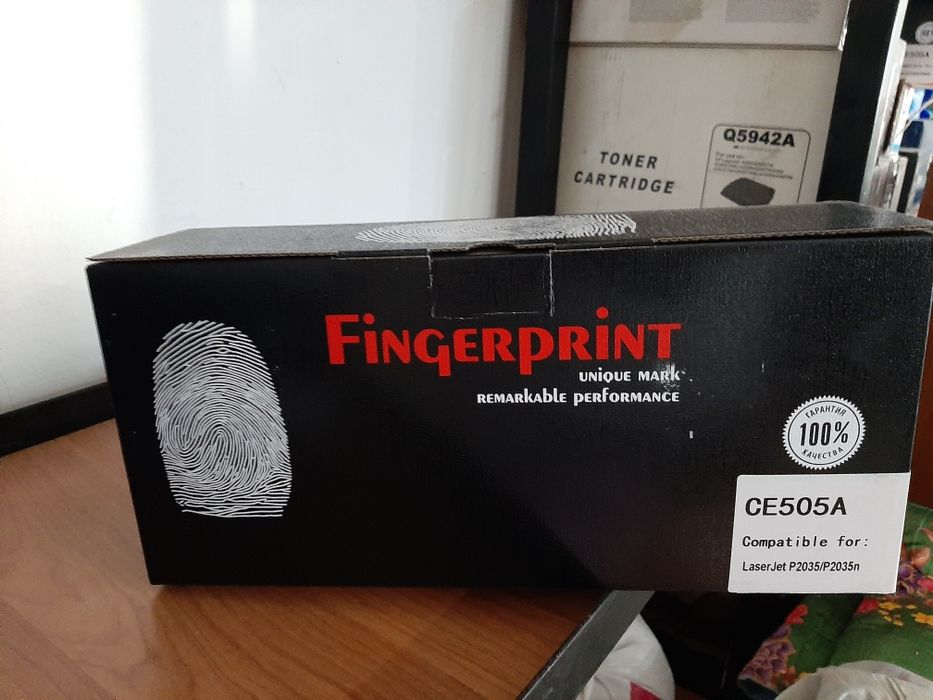 Q5942A
TONER
CARTRIDGE
FINGERPRINT
UNIQUE MARK
REMARKABLE PERFORMANCE
ГАРАНТИЯ
100%
КАЧЕСТВА
CE505A
Compatible for:
LaserJet P2035/P2035n